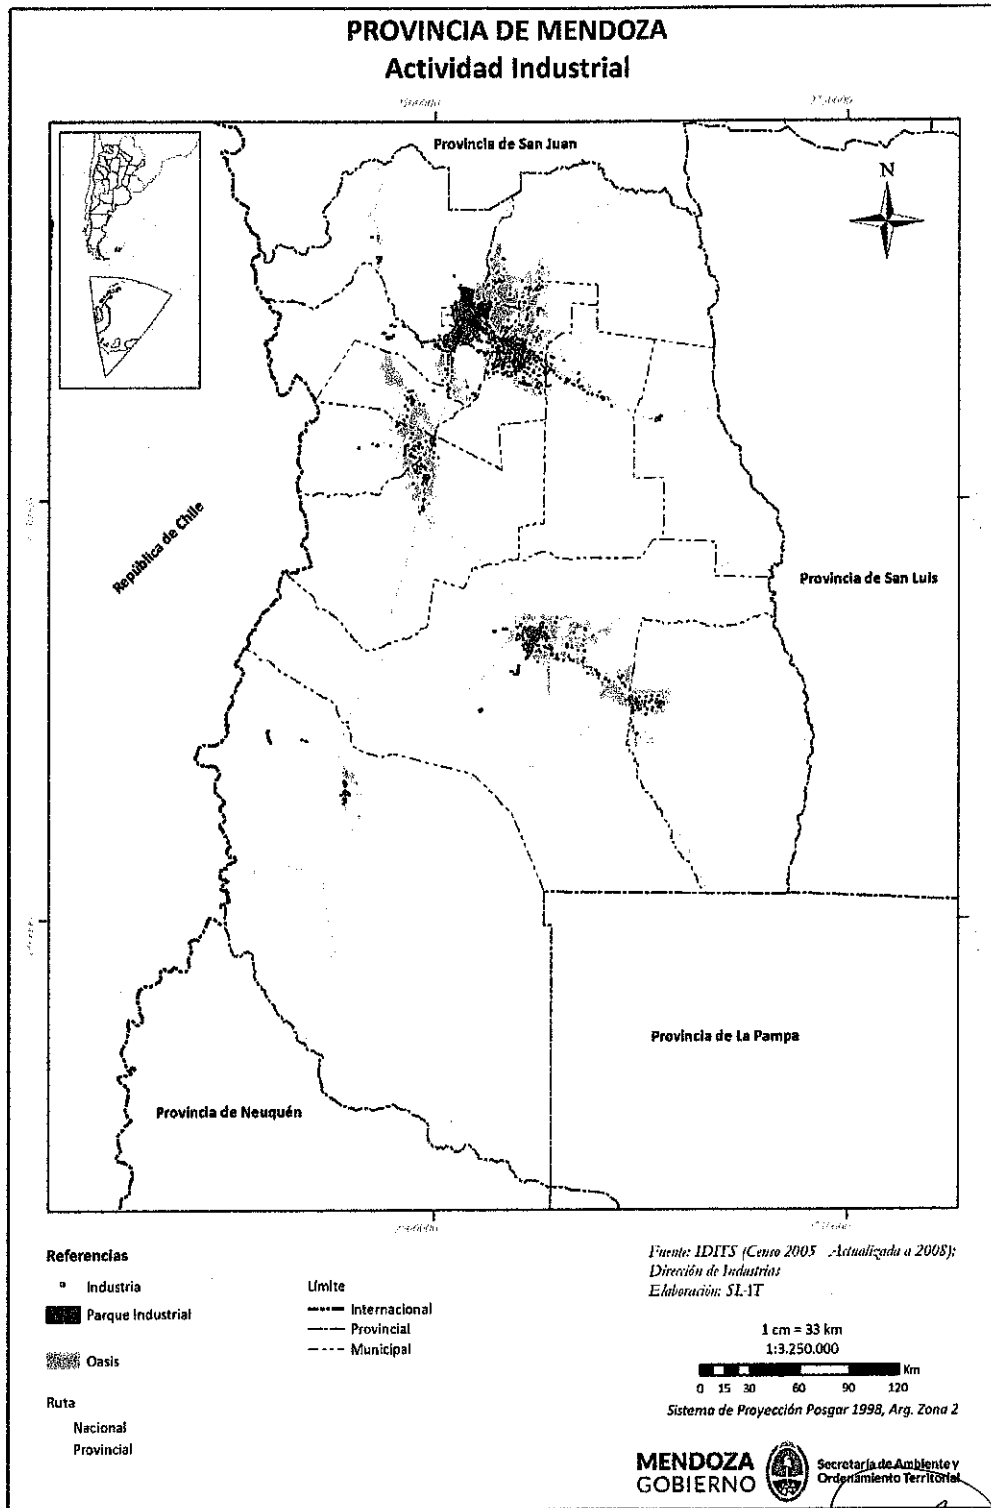 PROVINCIA DE MENDOZA
Actividad Industrial
Provincia de San Juan
N
República de Chile
Provincia de San Luis
Provincia de La Pampa
Provincia de Neuquén
Referencias
Industria
Parque Industrial
Oasis
Ruta
Nacional
Provincial
Límite
Internacional
Provincial
Municipal
Fuente: IDITS (Censo 2005 Actualizada a 2008);
Dirección de Industrias
Elaboración:
1 cm = 33 km
1:3.250.000
Km
0 15 30 60 90 120
Sistema de Proyección Posgar 1998, Arg. Zona 2
MENDOZA
GOBIERNO
Secretaría de Ambiente y
Ordenamiento Territorial